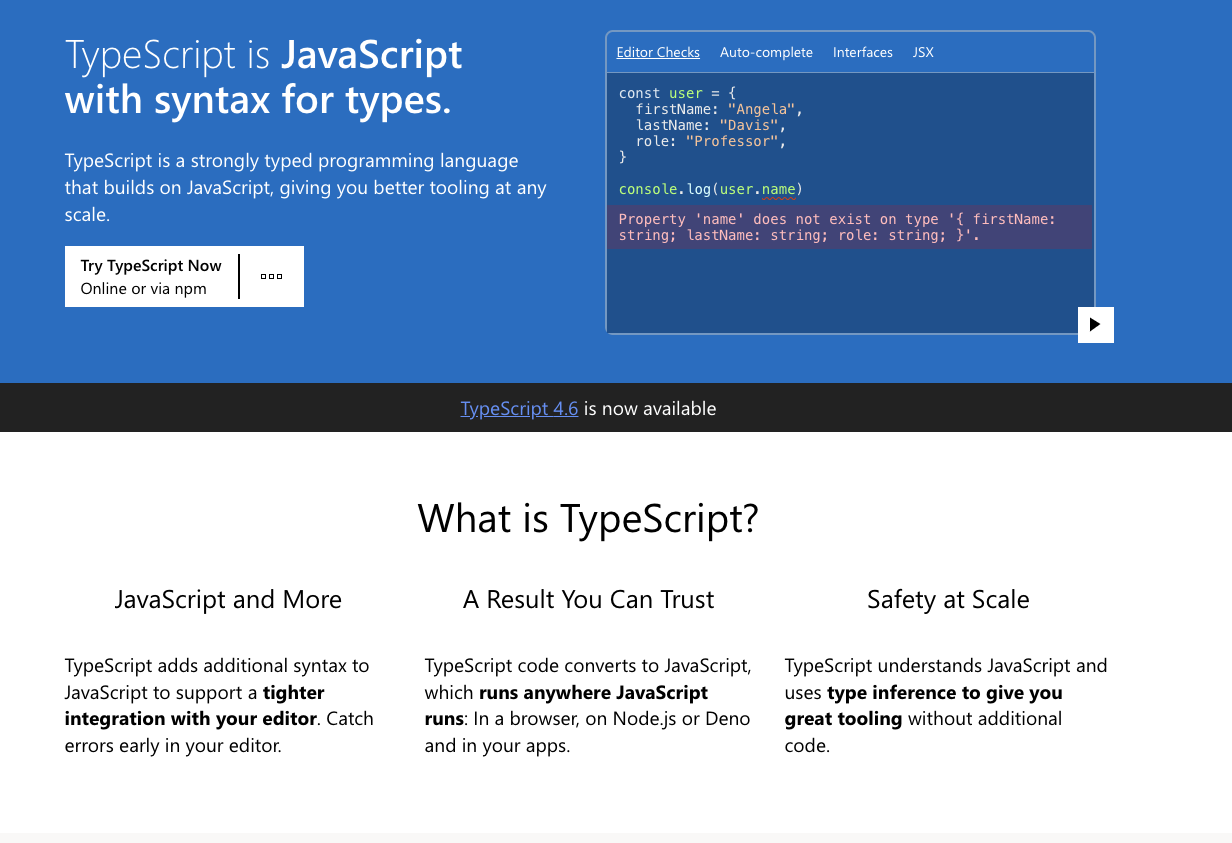 TypeScript is JavaScript
with syntax for types.
TypeScript is a strongly typed programming language
that builds on JavaScript, giving you better tooling at any
scale.
Try TypeScript Now
Online or via npm
Editor Checks Auto-complete Interfaces JSX
const user = {
  firstName: "Angela",
  lastName: "Davis",
  role: "Professor",
}
console.log(user.name)
Property 'name' does not exist on type '{ firstName:
string; lastName: string; role: string; }'.
TypeScript 4.6 is now available
What is TypeScript?
JavaScript and More
TypeScript adds additional syntax to
JavaScript to support a tighter
integration with your editor. Catch
errors early in your editor.
A Result You Can Trust
TypeScript code converts to JavaScript,
which runs anywhere JavaScript
runs: In a browser, on Node.js or Deno
and in your apps.
Safety at Scale
TypeScript understands JavaScript and
uses type inference to give you
great tooling without additional
code.